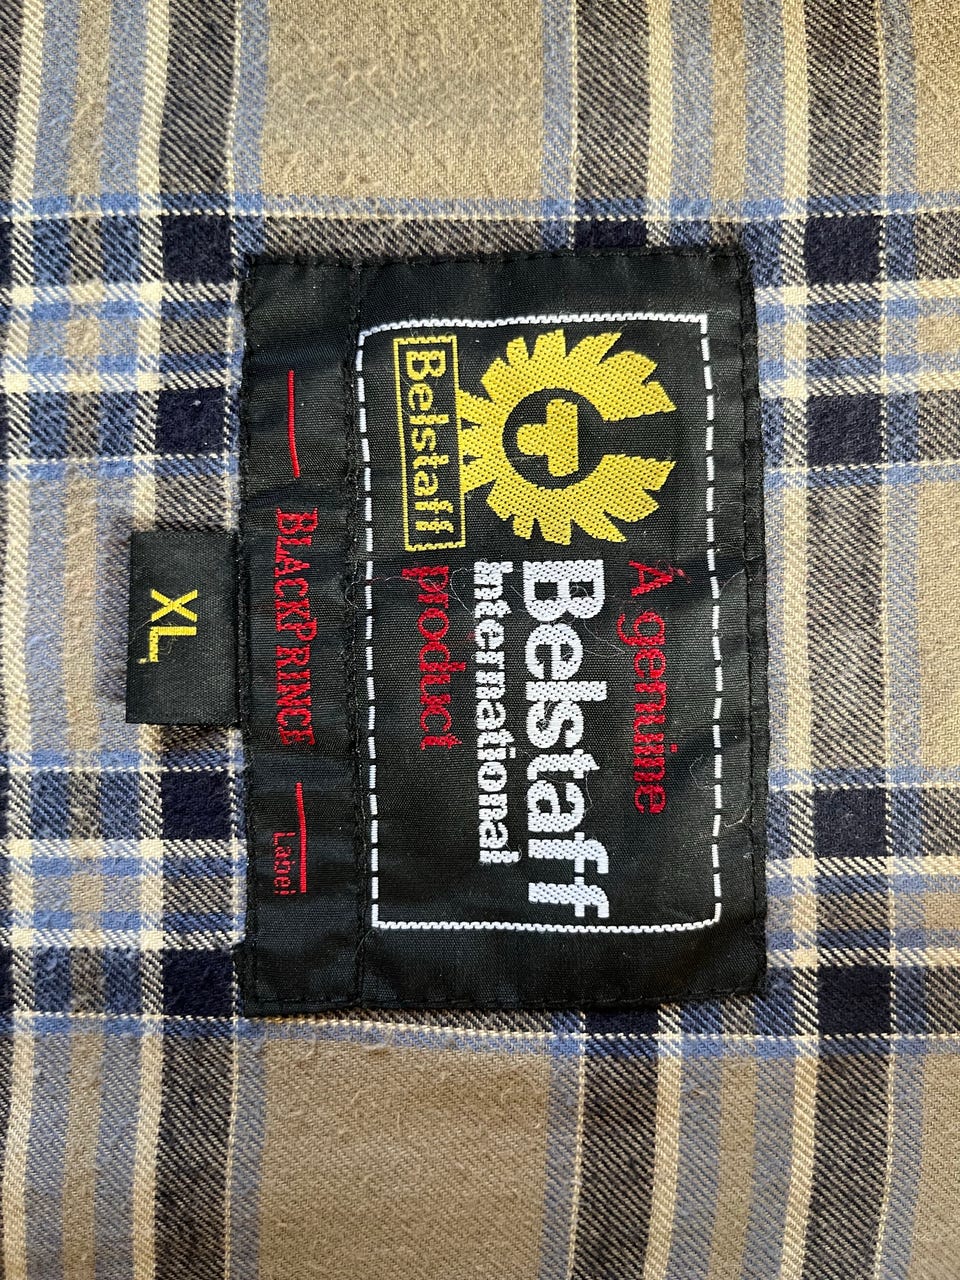 Belstaff
A genuine
Belstaff
International
product
BLACKPRINCE
Label
XL